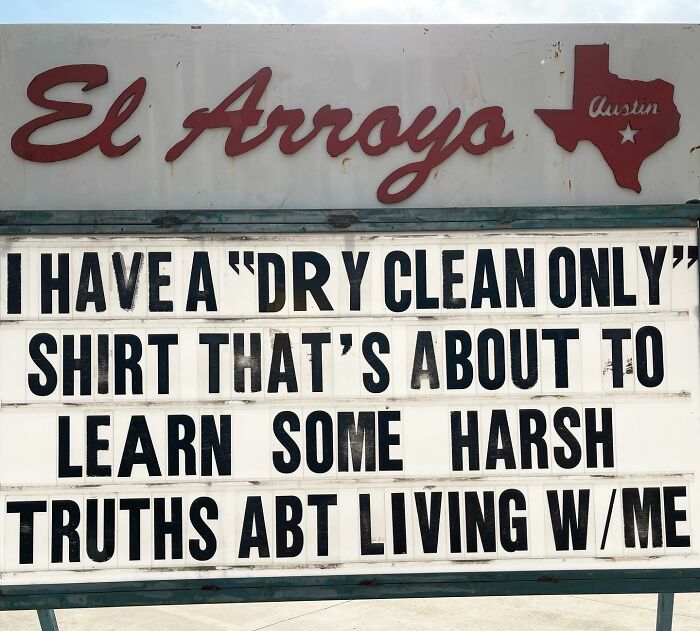 El Arroyo
Austin
I HAVE A “DRY CLEAN ONLY”
SHIRT THAT'S ABOUT TO
LEARN SOME HARSH
TRUTHS ABT LIVING W/ME